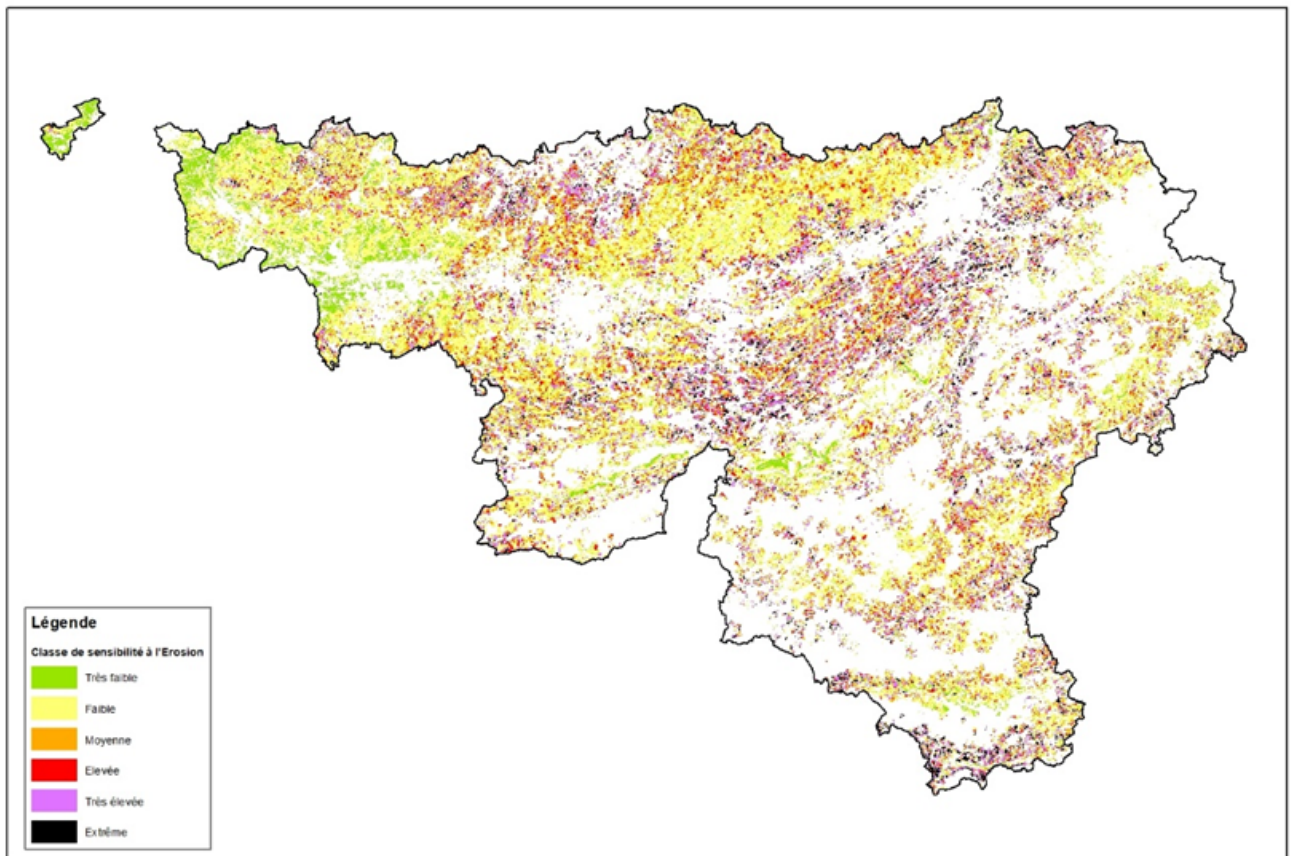 Légende
Classe de sensibilité à l'Erosion
Très faible
Faible
Moyenne
Elevée
Très élevée
Extrême